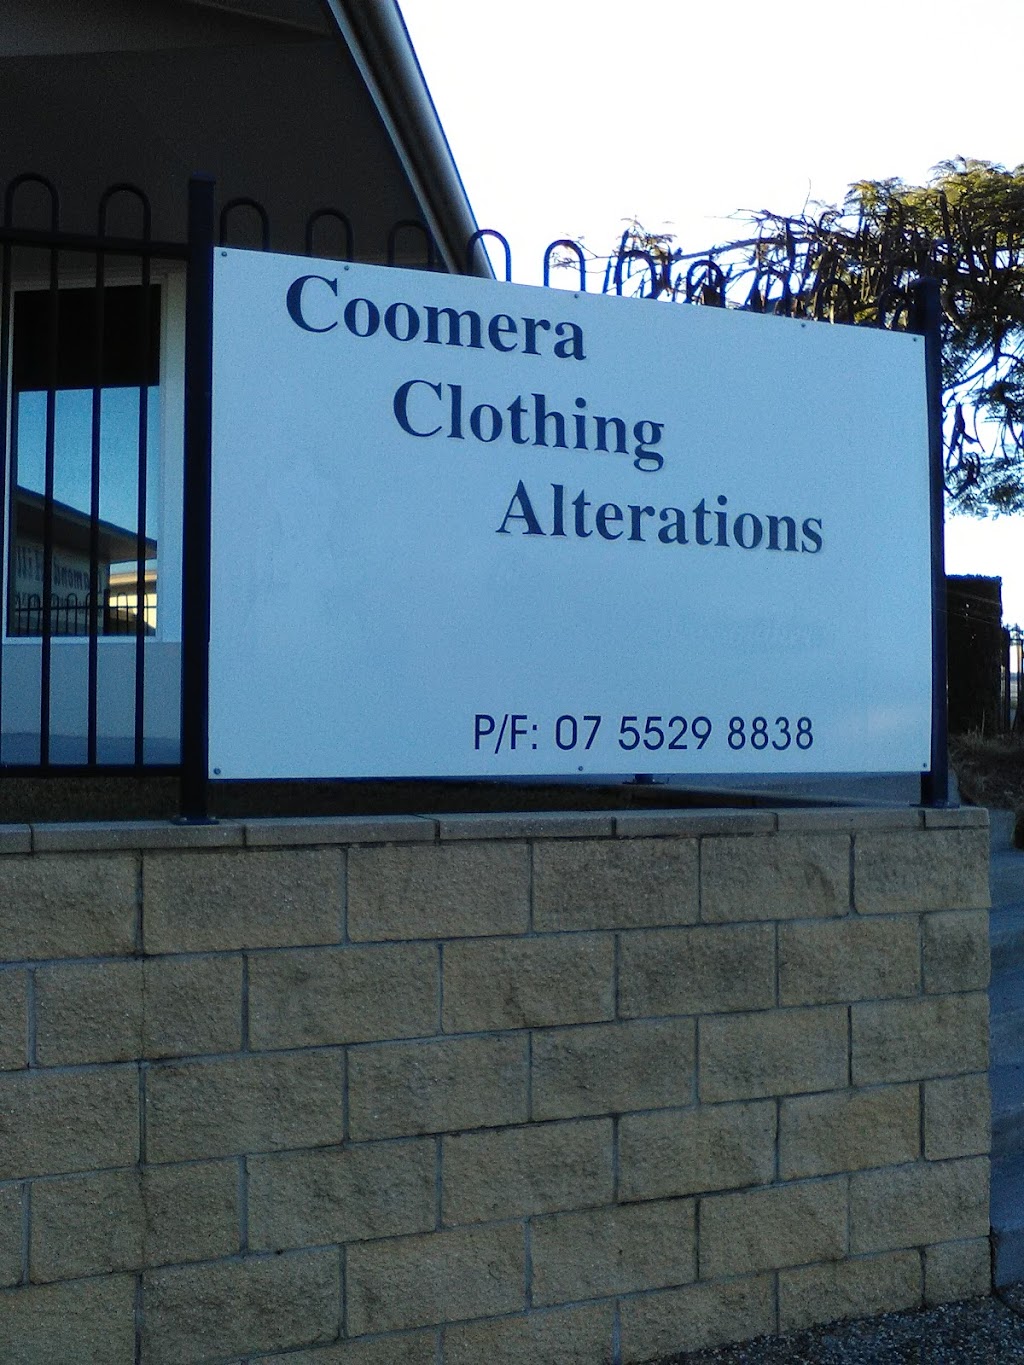 Coomera
Clothing
Alterations
P/F: 07 5529 8838